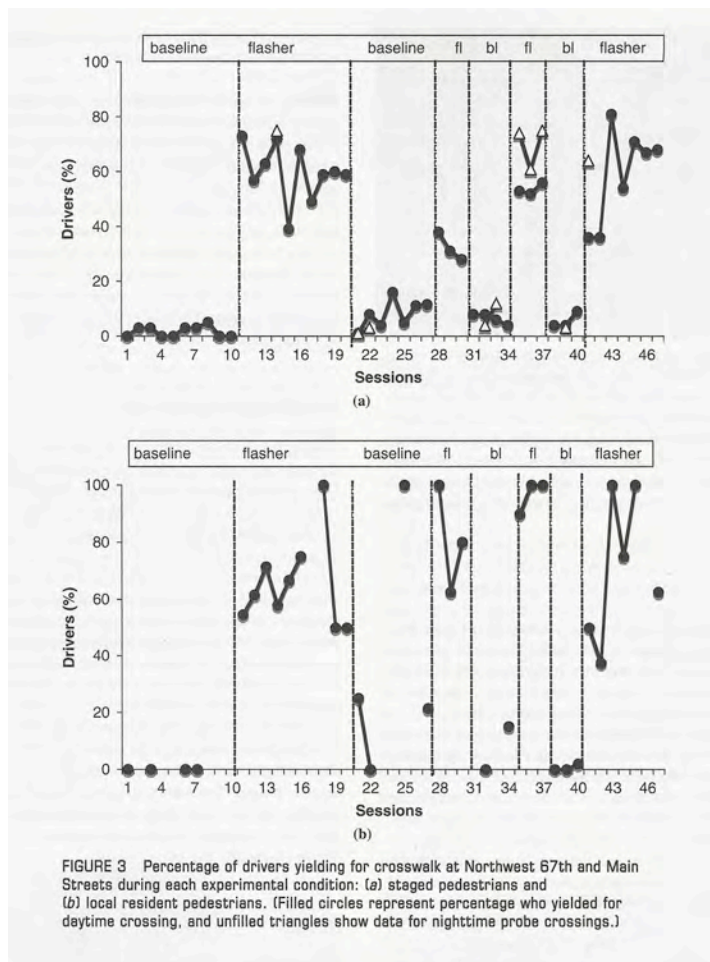 baseline flasher baseline fl bl fl bl flasher
100
80
60
40
20
0
Drivers (%)
1 4 7 10 13 16 19 22 25 28 31 34 37 40 43 46
Sessions
(a)
baseline flasher baseline fl bl fl bl flasher
100
80
60
40
20
0
Drivers (%)
1 4 7 10 13 16 19 22 25 28 31 34 37 40 43 46
Sessions
(b)
FIGURE 3 Percentage of drivers yielding for crosswalk at Northwest 67th and Main
Streets during each experimental condition: (a) staged pedestrians and
(b) local resident pedestrians. (Filled circles represent percentage who yielded for
daytime crossing, and unfilled triangles show data for nighttime probe crossings.)